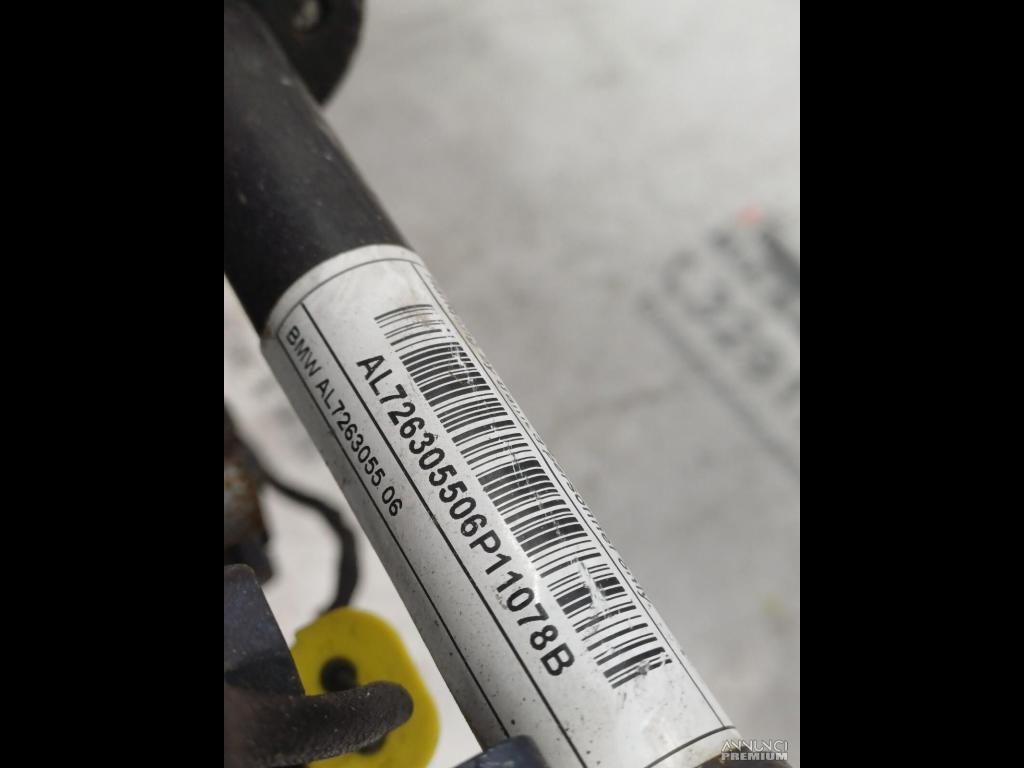 AL726305506P11078B
BMW AL7263055 06
ANNUNCI
PREMIUM